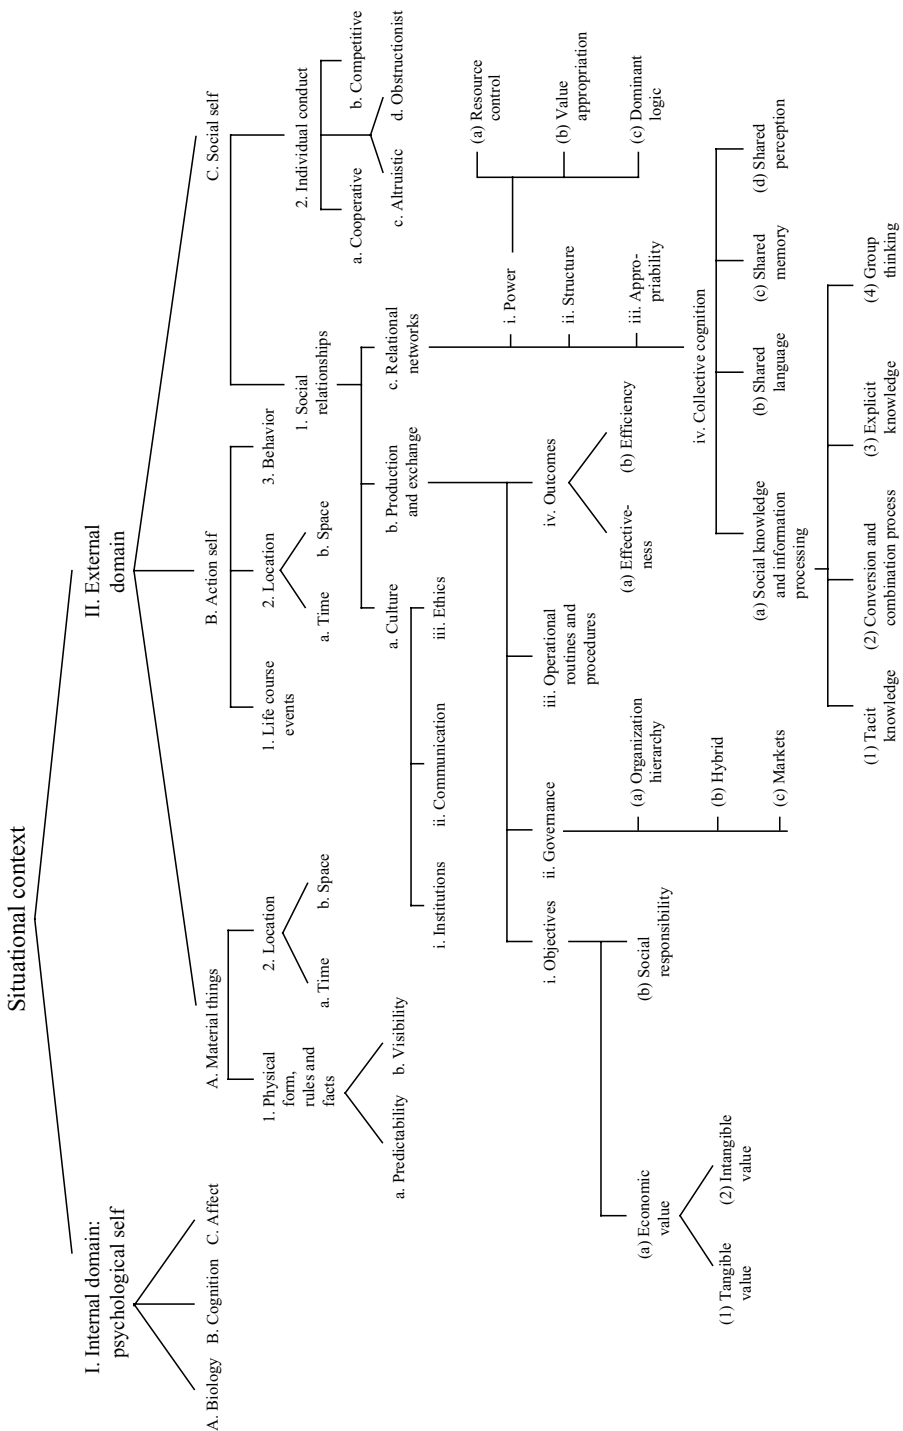 Situational context
I. Internal domain:
psychological self
II. External
domain
A. Biology
B. Cognition
C. Affect
A. Material things
B. Action self
C. Social self
1. Physical
form,
rules and
facts
2. Location
1. Life course
events
2. Location
3. Behavior
1. Social
relationships
2. Individual conduct
a. Time
b. Space
a. Time
b. Space
a. Cooperative
b. Competitive
a. Predictability
b. Visibility
a. Culture
b. Production
and exchange
c. Relational
networks
c. Altruistic
d. Obstructionist
i. Institutions
ii. Communication
iii. Ethics
i. Power
(a) Resource
control
(b) Value
appropriation
(c) Dominant
logic
ii. Structure
iii. Appro-
priability
i. Objectives
ii. Governance
iii. Operational
routines and
procedures
iv. Outcomes
(a) Effective-
ness
(b) Efficiency
(a) Economic
value
(b) Social
responsibility
(a) Organization
hierarchy
(b) Hybrid
(c) Markets
(1) Tangible
value
(2) Intangible
value
iv. Collective cognition
(a) Social knowledge
and information
processing
(b) Shared
language
(c) Shared
memory
(d) Shared
perception
(1) Tacit
knowledge
(2) Conversion and
combination process
(3) Explicit
knowledge
(4) Group
thinking